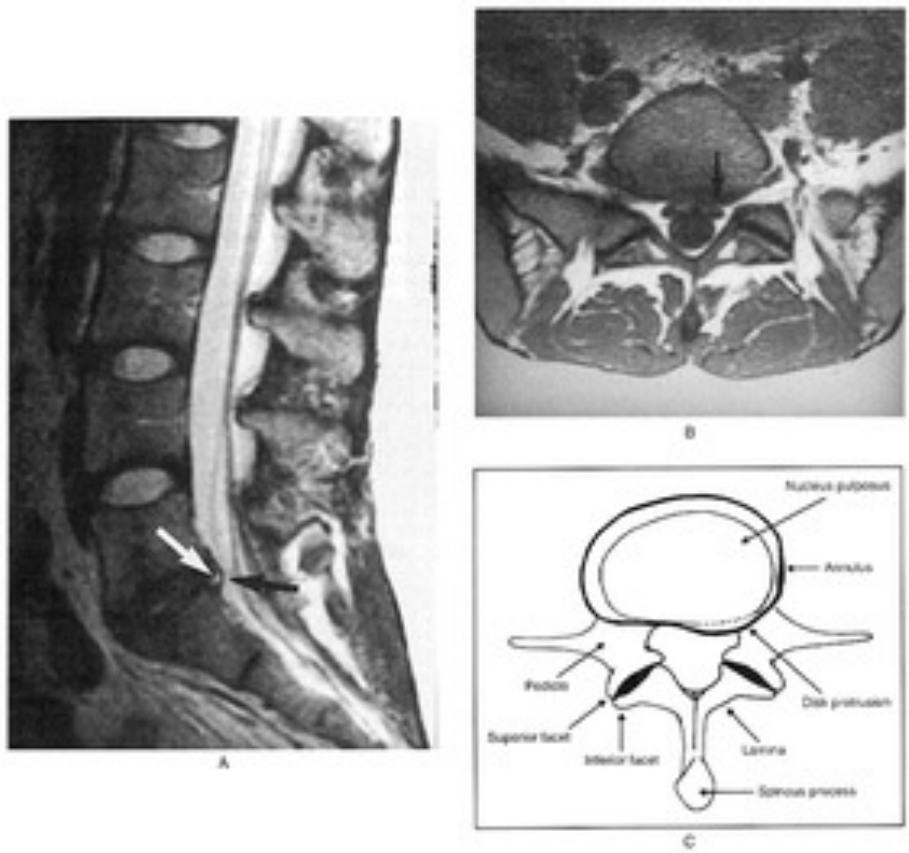 A
B
Nucleus pulposus
Annulus
Pedicle
Disk protrusion
Superior facet
Inferior facet
Lamina
Spinous process
C